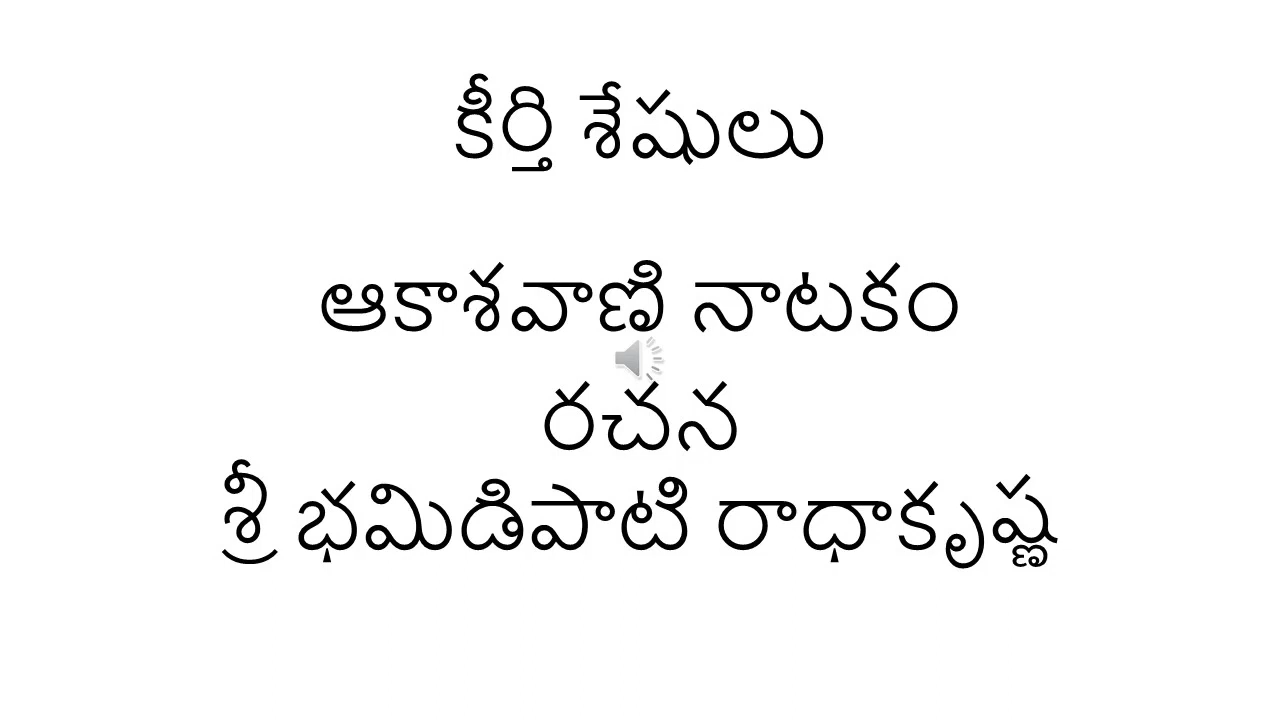 కీర్తి శేషులు
ఆకాశవాణి నాటకం
రచన
శ్రీ భమిడిపాటి రాధాకృష్ణ